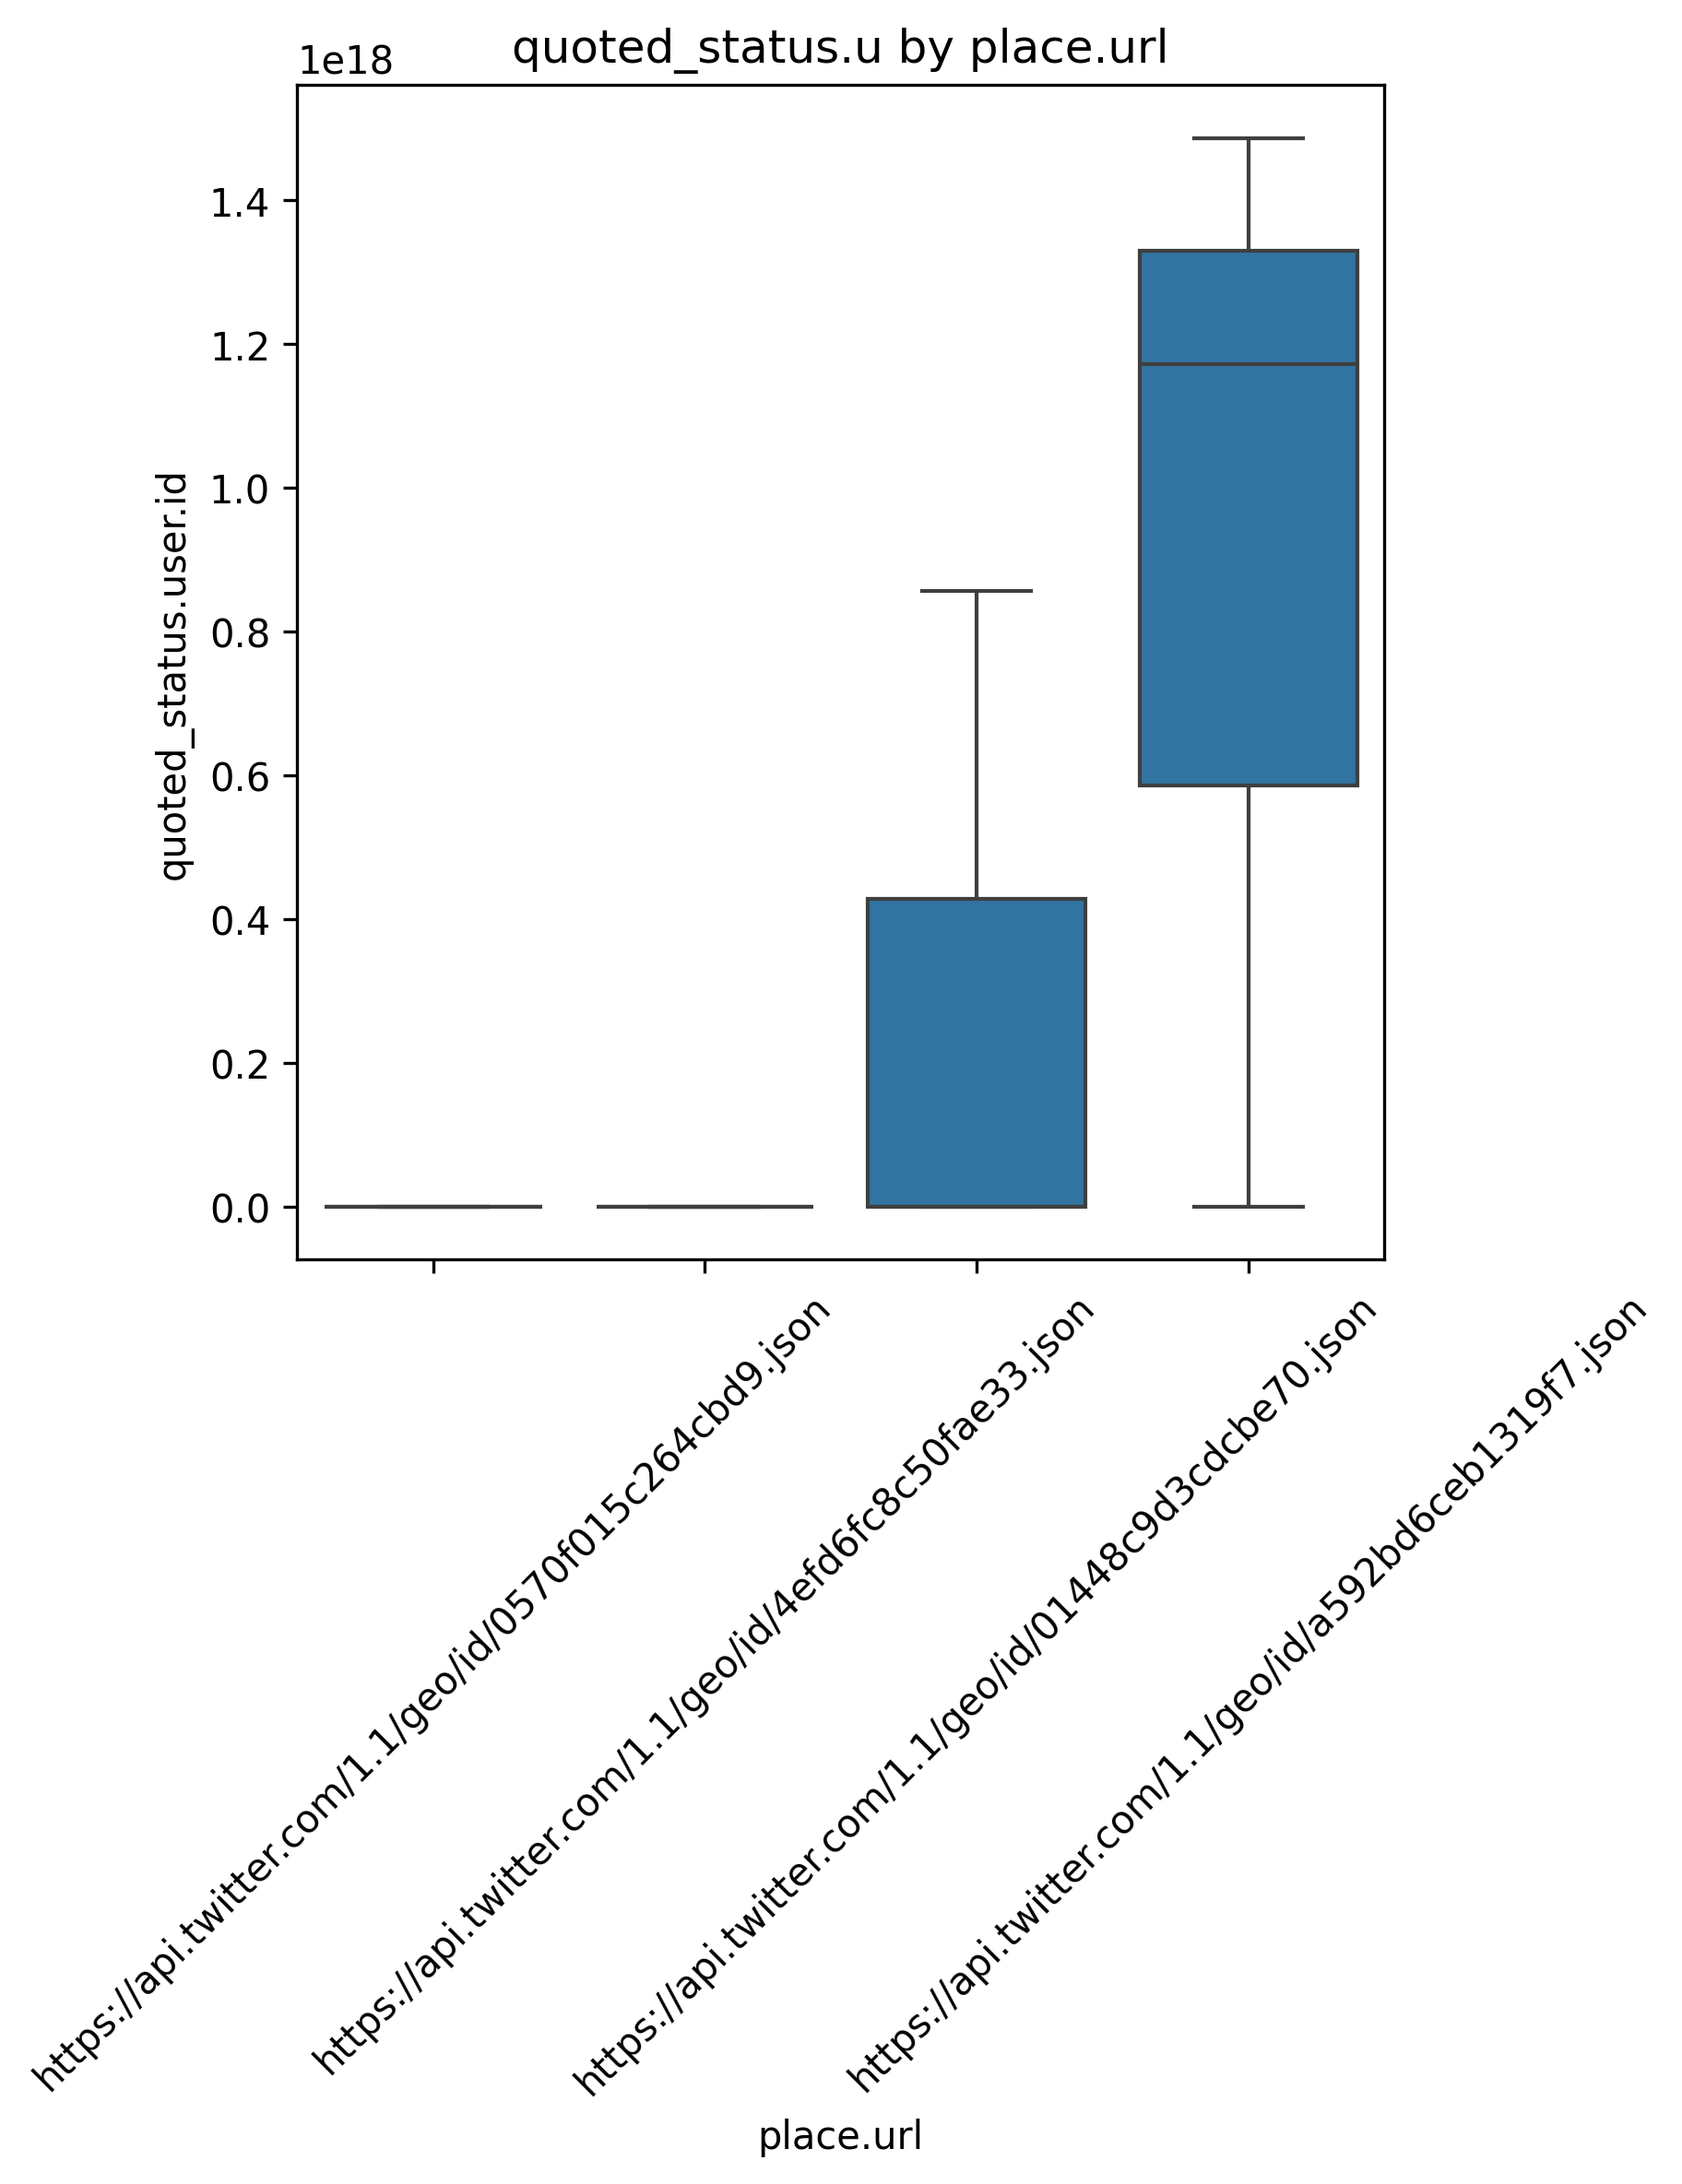 quoted_status.u by place.url
1e18
1.4
1.2
1.0
0.8
0.6
0.4
0.2
0.0
quoted_status.user.id
https://api.twitter.com/1.1/geo/id/0570f015c264cbd9.json
https://api.twitter.com/1.1/geo/id/4efd6fc8c50fae33.json
https://api.twitter.com/1.1/geo/id/01448c9d3cdcbe70.json
https://api.twitter.com/1.1/geo/id/a592bd6ceb1319f7.json
place.url